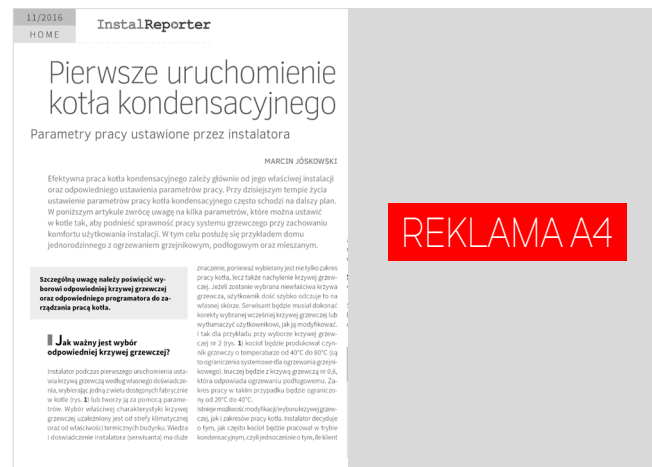 11/2016
HOME
InstalReporter
Pierwsze uruchomienie
kotła kondensacyjnego
Parametry pracy ustawione przez instalatora
MARCIN JÓSKOWSKI
Efektywna praca kotła kondensacyjnego zależy głównie od jego właściwej instalacji
oraz odpowiedniego ustawienia parametrów pracy. Przy dzisiejszym tempie życia
ustawienie parametrów pracy kotła kondensacyjnego często schodzi na dalszy plan.
W poniższym artykule zwrócę uwagę na kilka parametrów, które można ustawić
w kotle tak, aby podnieść sprawność pracy systemu grzewczego przy zachowaniu
komfortu użytkowania instalacji. W tym celu posłużę się przykładem domu
jednorodzinnego z ogrzewaniem grzejnikowym, podłogowym oraz mieszanym.
Szczególną uwagę należy poświęcić wy-
borowi odpowiedniej krzywej grzewczej
oraz odpowiedniego programatora do za-
rządzania pracą kotła.
Jak ważny jest wybór
odpowiedniej krzywej grzewczej?
Instalator podczas pierwszego uruchomienia usta-
wia krzywą grzewczą według własnego doświadcze-
nia, wybierając jedną z wielu dostępnych fabrycznie
w kotle (rys. 1) lub tworzy ją za pomocą parame-
trów. Wybór właściwej charakterystyki krzywej
grzewczej uzależniony jest od strefy klimatycznej
oraz od właściwości termicznych budynku. Wiedza
i doświadczenie instalatora (serwisanta) ma duże
znaczenie, ponieważ wybierany jest nie tylko zakres
pracy kotła, lecz także nachylenie krzywej grzew-
czej. Jeżeli zostanie wybrana niewłaściwa krzywa
grzewcza, użytkownik dość szybko odczuje to na
własnej skórze. Serwisant będzie musiał dokonać
korekty wybranej wcześniej krzywej grzewczej lub
wytłumaczyć użytkownikowi, jak ją modyfikować.
I tak dla przykładu przy wyborze krzywej grzew-
czej nr 2 (rys. 1) kocioł będzie produkował czyn-
nik grzewczy o temperaturze od 40°C do 80°C (są
to ograniczenia systemowe dla ogrzewania grzejni-
kowego). Inaczej będzie z krzywą grzewczą nr 0,6,
która odpowiada ogrzewaniu podłogowemu. Za-
kres pracy w takim przypadku będzie ograniczo-
ny od 20°C do 40°C.
Istnieje możliwość modyfikacji/wyboru krzywej grzew-
czej, jak i zakresów pracy kotła. Instalator decyduje
o tym, jak często kocioł będzie pracował w trybie
kondensacyjnym, czyli jednocześnie o tym, ile klient
REKLAMA A4